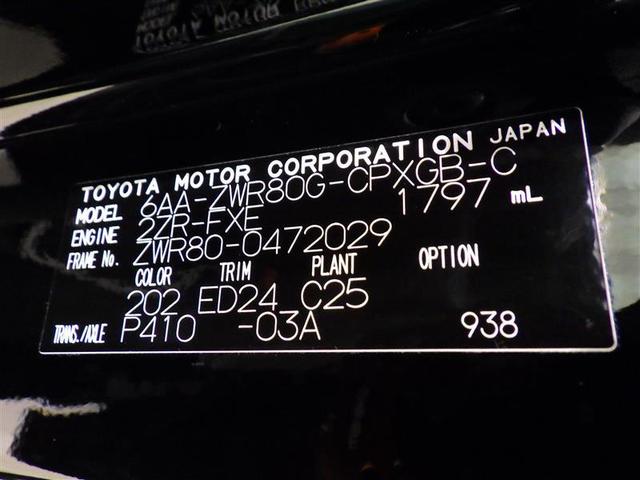 TOYOTA MOTOR CORPORATION JAPAN
MODEL 6AA-ZWR80G-CPXGB-C
ENGINE 2ZR-FXE 1797 mL
FRAME No. ZWR80-0472029
COLOR TRIM PLANT OPTION
202 ED24 C25
TRANS./AXLE P410 -03A 938